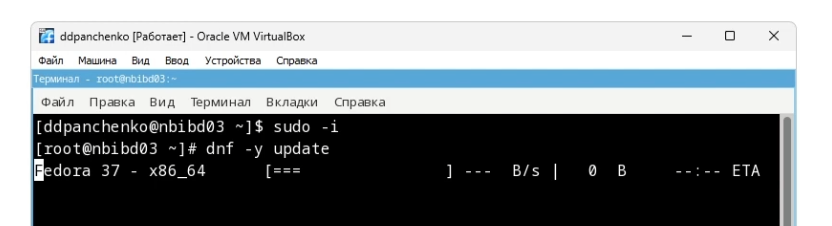 ddpanchenko [Работает] - Oracle VM VirtualBox
Файл Машина Вид Ввод Устройства Справка
Терминал - root@nbibd03:~
Файл Правка Вид Терминал Вкладки Справка
[ddpanchenko@nbibd03 ~]$ sudo -i
[root@nbibd03 ~]# dnf -y update
Fedora 37 - x86_64 [=== ] --- B/s | 0 B --:-- ETA